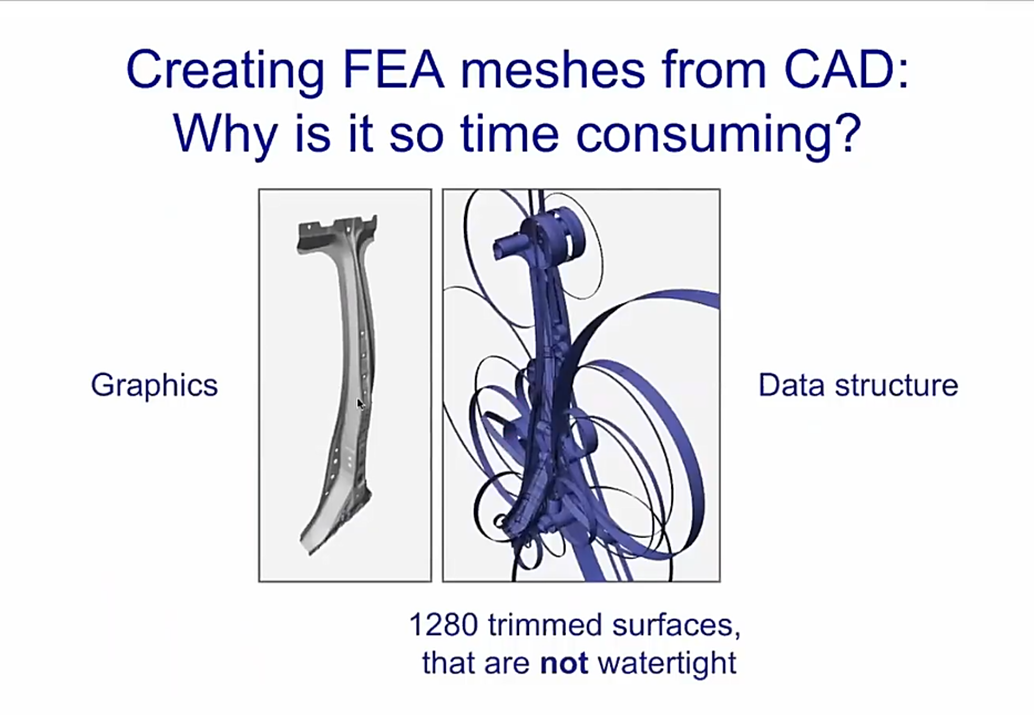 Creating FEA meshes from CAD:
Why is it so time consuming?
Graphics
Data structure
1280 trimmed surfaces,
that are not watertight